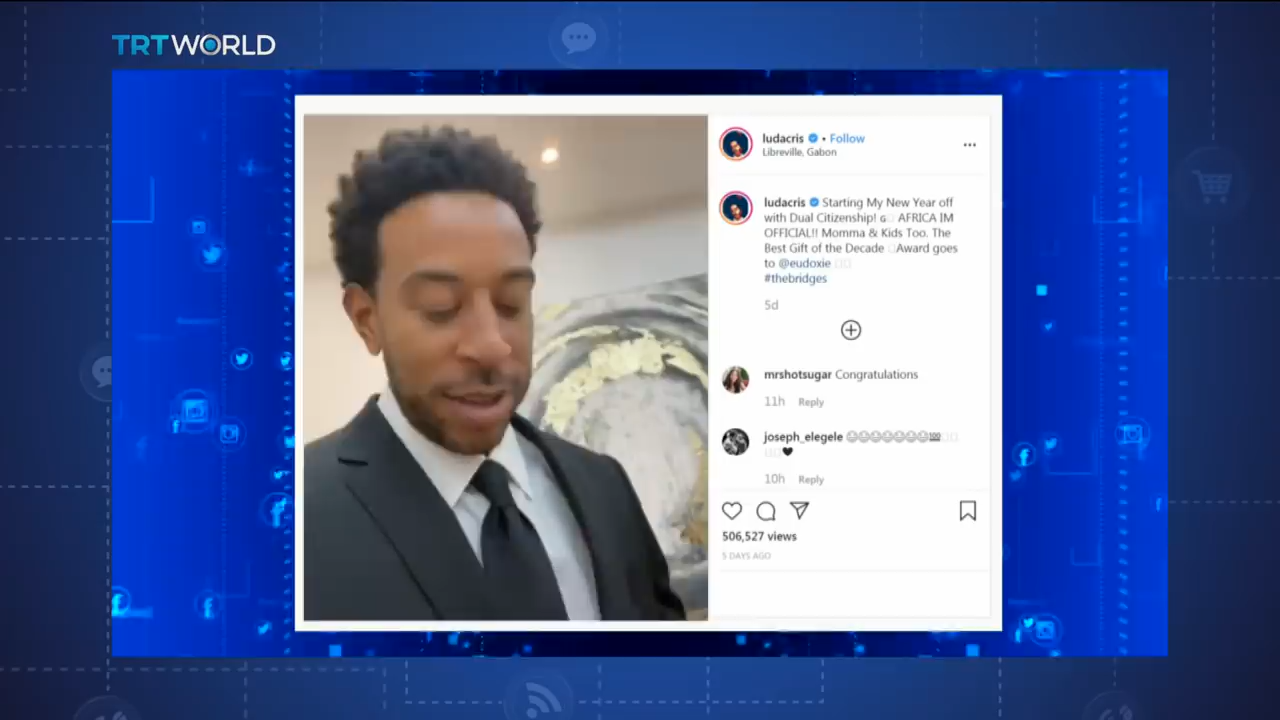 TRT WORLD
ludacris • Follow
Libreville, Gabon
ludacris Starting My New Year off
with Dual Citizenship! AFRICA IM
OFFICIAL!! Momma & Kids Too. The
Best Gift of the Decade Award goes
to @eudoxie
#thebridges
5d
mrshotsugar Congratulations
11h Reply
joseph_elegele 😂😂😂😂😂😂😂💯
🖤
10h Reply
506,527 views
5 DAYS AGO